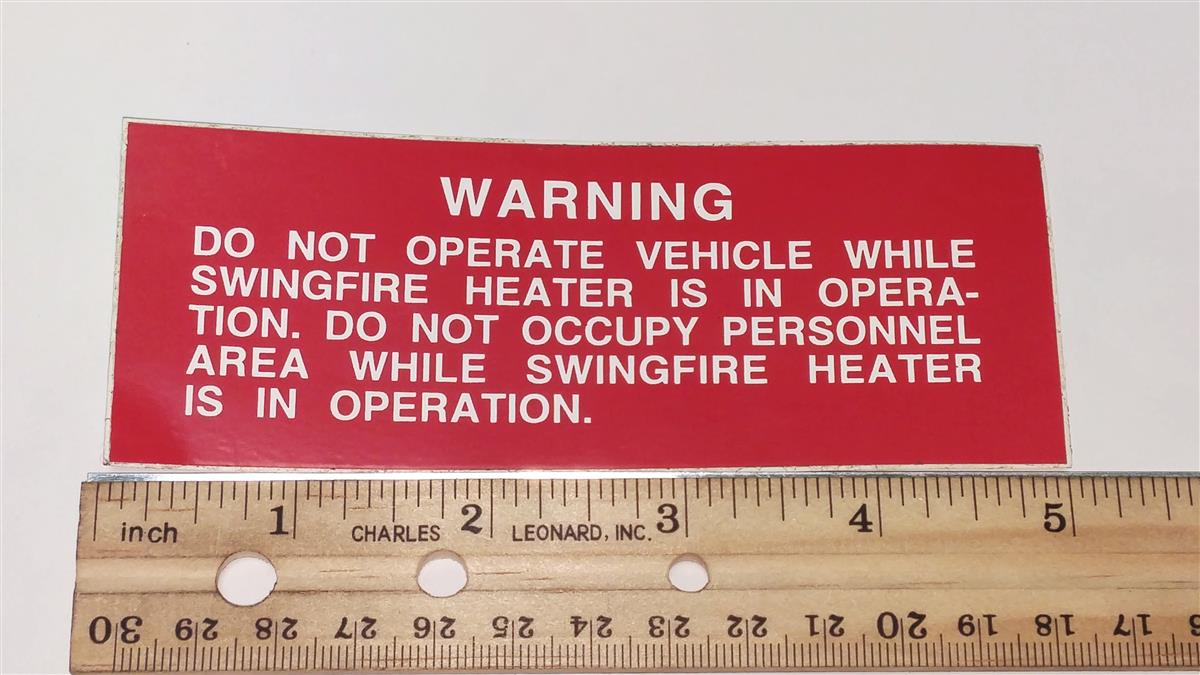 WARNING
DO NOT OPERATE VEHICLE WHILE
SWINGFIRE HEATER IS IN OPERA-
TION. DO NOT OCCUPY PERSONNEL
AREA WHILE SWINGFIRE HEATER
IS IN OPERATION.
1 2 3 4 5
inch CHARLES LEONARD, INC.
30 29 28 27 26 25 24 23 22 21 20 19 18 17